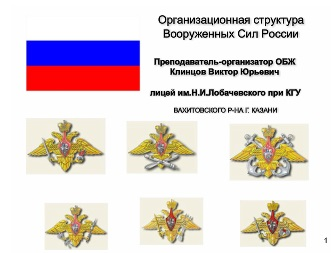 Организационная структура
Вооруженных Сил России
Преподаватель-организатор ОБЖ
Клинцов Виктор Юрьевич
лицей им.Н.И.Лобачевского при КГУ
ВАХИТОВСКОГО Р-НА Г. КАЗАНИ
1